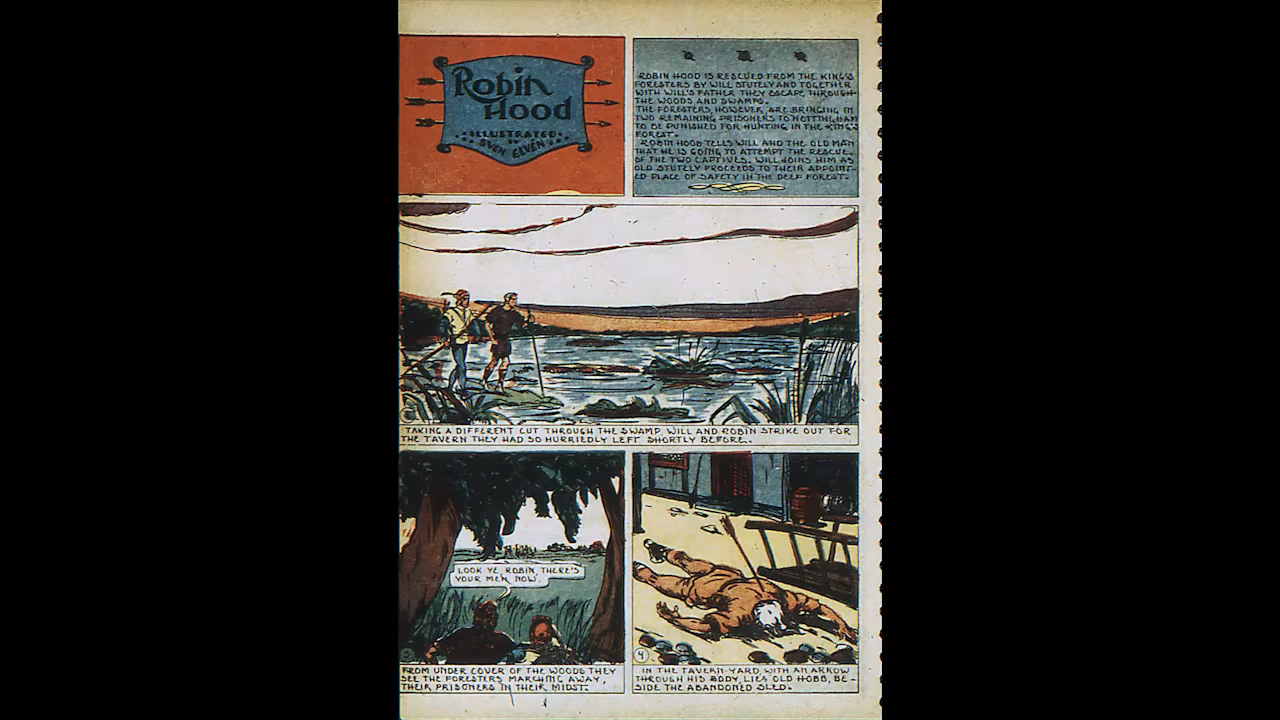 Robin
Hood
ILLUSTRATED
BY
SVEN ELVÉN
ROBIN HOOD IS RESCUED FROM THE KING'S
FORESTERS BY WILL STUTELY AND TOGETHER
WITH WILL'S FATHER THEY ESCAPE THROUGH
THE WOODS AND SWAMPS.
THE FORESTERS, HOWEVER, ARE BRINGING IN
TWO REMAINING PRISONERS TO NOTTINGHAM
TO BE PUNISHED FOR HUNTING IN THE KING'S
FOREST.
ROBIN HOOD TELLS WILL AND THE OLD MAN
THAT HE IS GOING TO ATTEMPT THE RESCUE
OF THE TWO CAPTIVES. WILL JOINS HIM AS
OLD STUTELY PROCEEDS TO THEIR APPOINT-
ED PLACE OF SAFETY IN THE DEEP FOREST.
TAKING A DIFFERENT CUT THROUGH THE SWAMP, WILL AND ROBIN STRIKE OUT FOR
THE TAVERN THEY HAD SO HURRIEDLY LEFT SHORTLY BEFORE.
LOOK YE, ROBIN, THERE'S
YOUR MEN NOW.
FROM UNDER COVER OF THE WOODS THEY
SEE THE FORESTERS MARCHING AWAY,
THEIR PRISONERS IN THEIR MIDST.
4
IN THE TAVERN-YARD, WITH AN ARROW
THROUGH HIS BODY, LIES OLD HOBB, BE-
SIDE THE ABANDONED SLED.